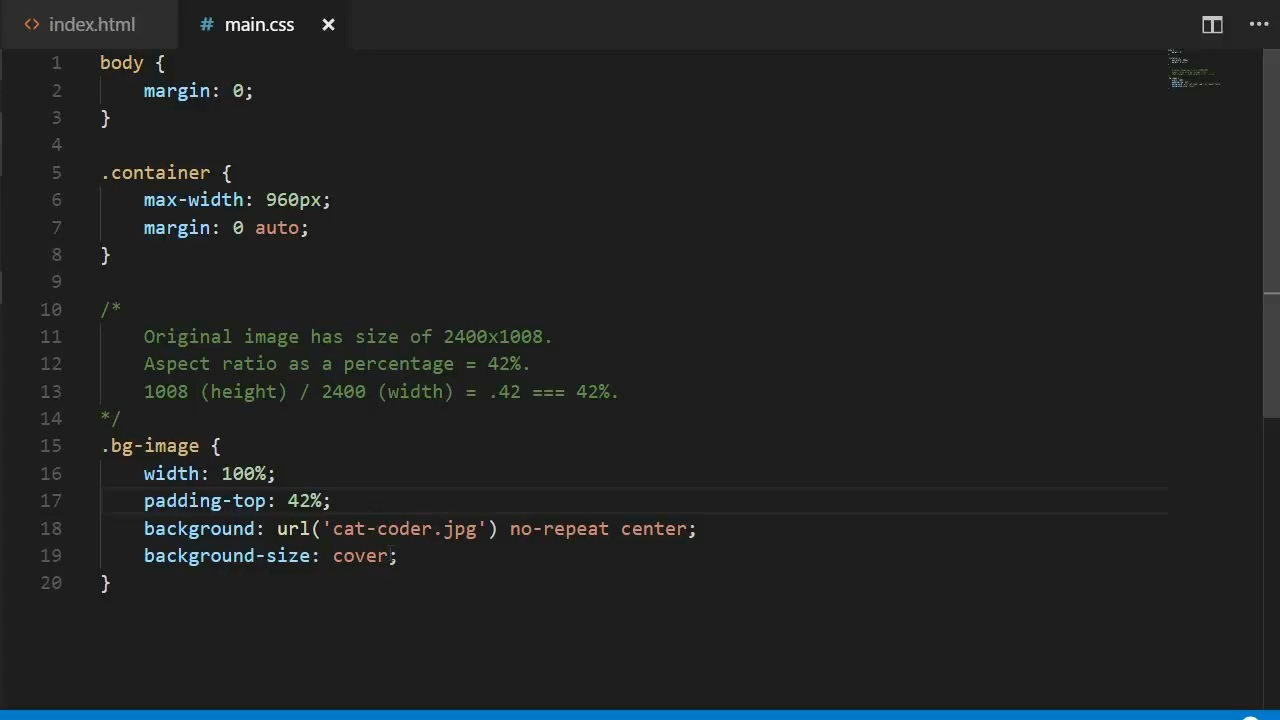 index.html
main.css
1 body {
2 margin: 0;
3 }
4
5 .container {
6 max-width: 960px;
7 margin: 0 auto;
8 }
9
10 /*
11 Original image has size of 2400x1008.
12 Aspect ratio as a percentage = 42%.
13 1008 (height) / 2400 (width) = .42 === 42%.
14 */
15 .bg-image {
16 width: 100%;
17 padding-top: 42%;
18 background: url('cat-coder.jpg') no-repeat center;
19 background-size: cover;
20 }